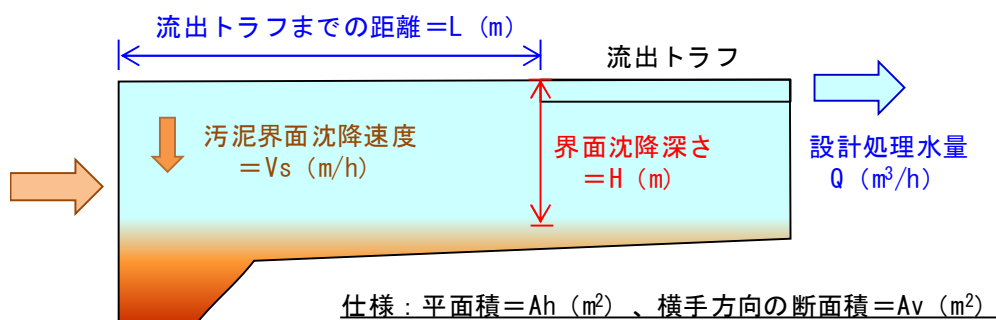 流出トラフまでの距離＝L（m）
流出トラフ
汚泥界面沈降速度
＝Vs（m/h）
界面沈降深さ
＝H（m）
設計処理水量
Q（m³/h）
仕様：平面積＝Ah（m²）、横手方向の断面積＝Av（m²）